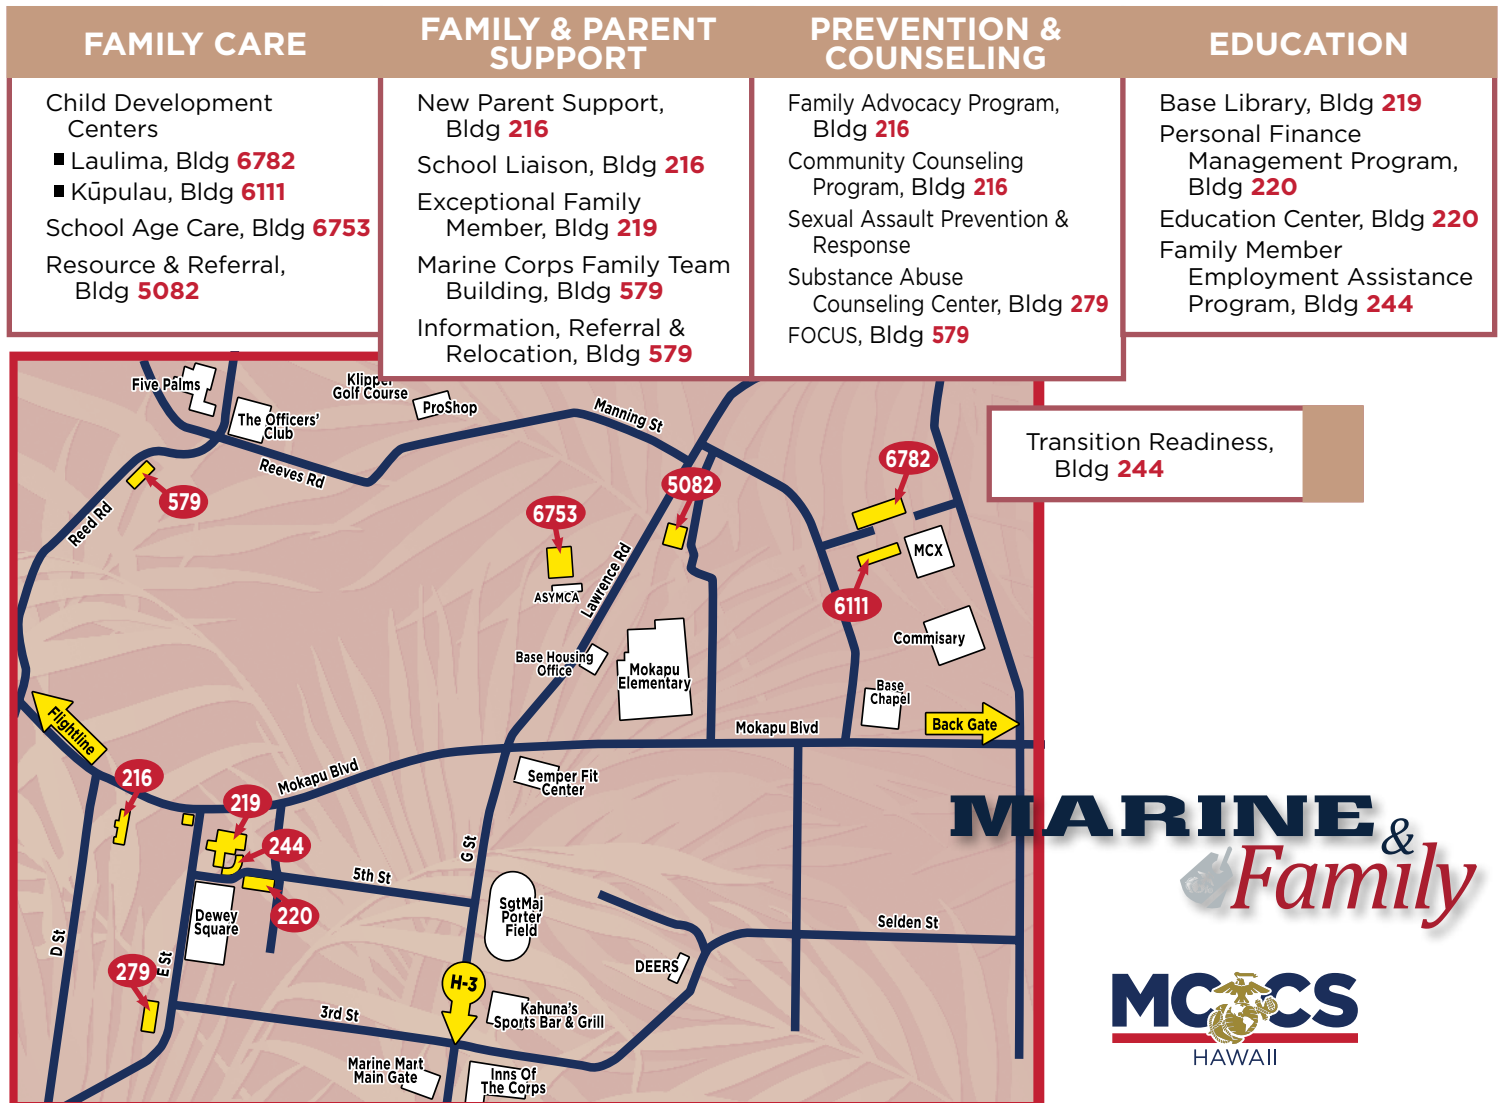 FAMILY CARE
Child Development
Centers
■ Laulima, Bldg 6782
■ Kūpulau, Bldg 6111
School Age Care, Bldg 6753
Resource & Referral,
Bldg 5082
FAMILY & PARENT
SUPPORT
New Parent Support,
Bldg 216
School Liaison, Bldg 216
Exceptional Family
Member, Bldg 219
Marine Corps Family Team
Building, Bldg 579
Information, Referral &
Relocation, Bldg 579
PREVENTION &
COUNSELING
Family Advocacy Program,
Bldg 216
Community Counseling
Program, Bldg 216
Sexual Assault Prevention &
Response
Substance Abuse
Counseling Center, Bldg 279
FOCUS, Bldg 579
EDUCATION
Base Library, Bldg 219
Personal Finance
Management Program,
Bldg 220
Education Center, Bldg 220
Family Member
Employment Assistance
Program, Bldg 244
Transition Readiness,
Bldg 244
Five Palms
The Officers'
Club
Klipper
Golf Course
ProShop
Manning St
Reeves Rd
Reed Rd
579
6753
ASYMCA
5082
Lawrence Rd
6782
MCX
6111
Commisary
Base Housing
Office
Mokapu
Elementary
Base
Chapel
Back Gate
Mokapu Blvd
Flightline
216
219
244
220
Mokapu Blvd
Semper Fit
Center
G St
5th St
Dewey
Square
SgtMaj
Porter
Field
Selden St
D St
E St
279
DEERS
H-3
3rd St
Kahuna's
Sports Bar & Grill
Marine Mart
Main Gate
Inns Of
The Corps
MARINE
&
Family
MCCS
HAWAII